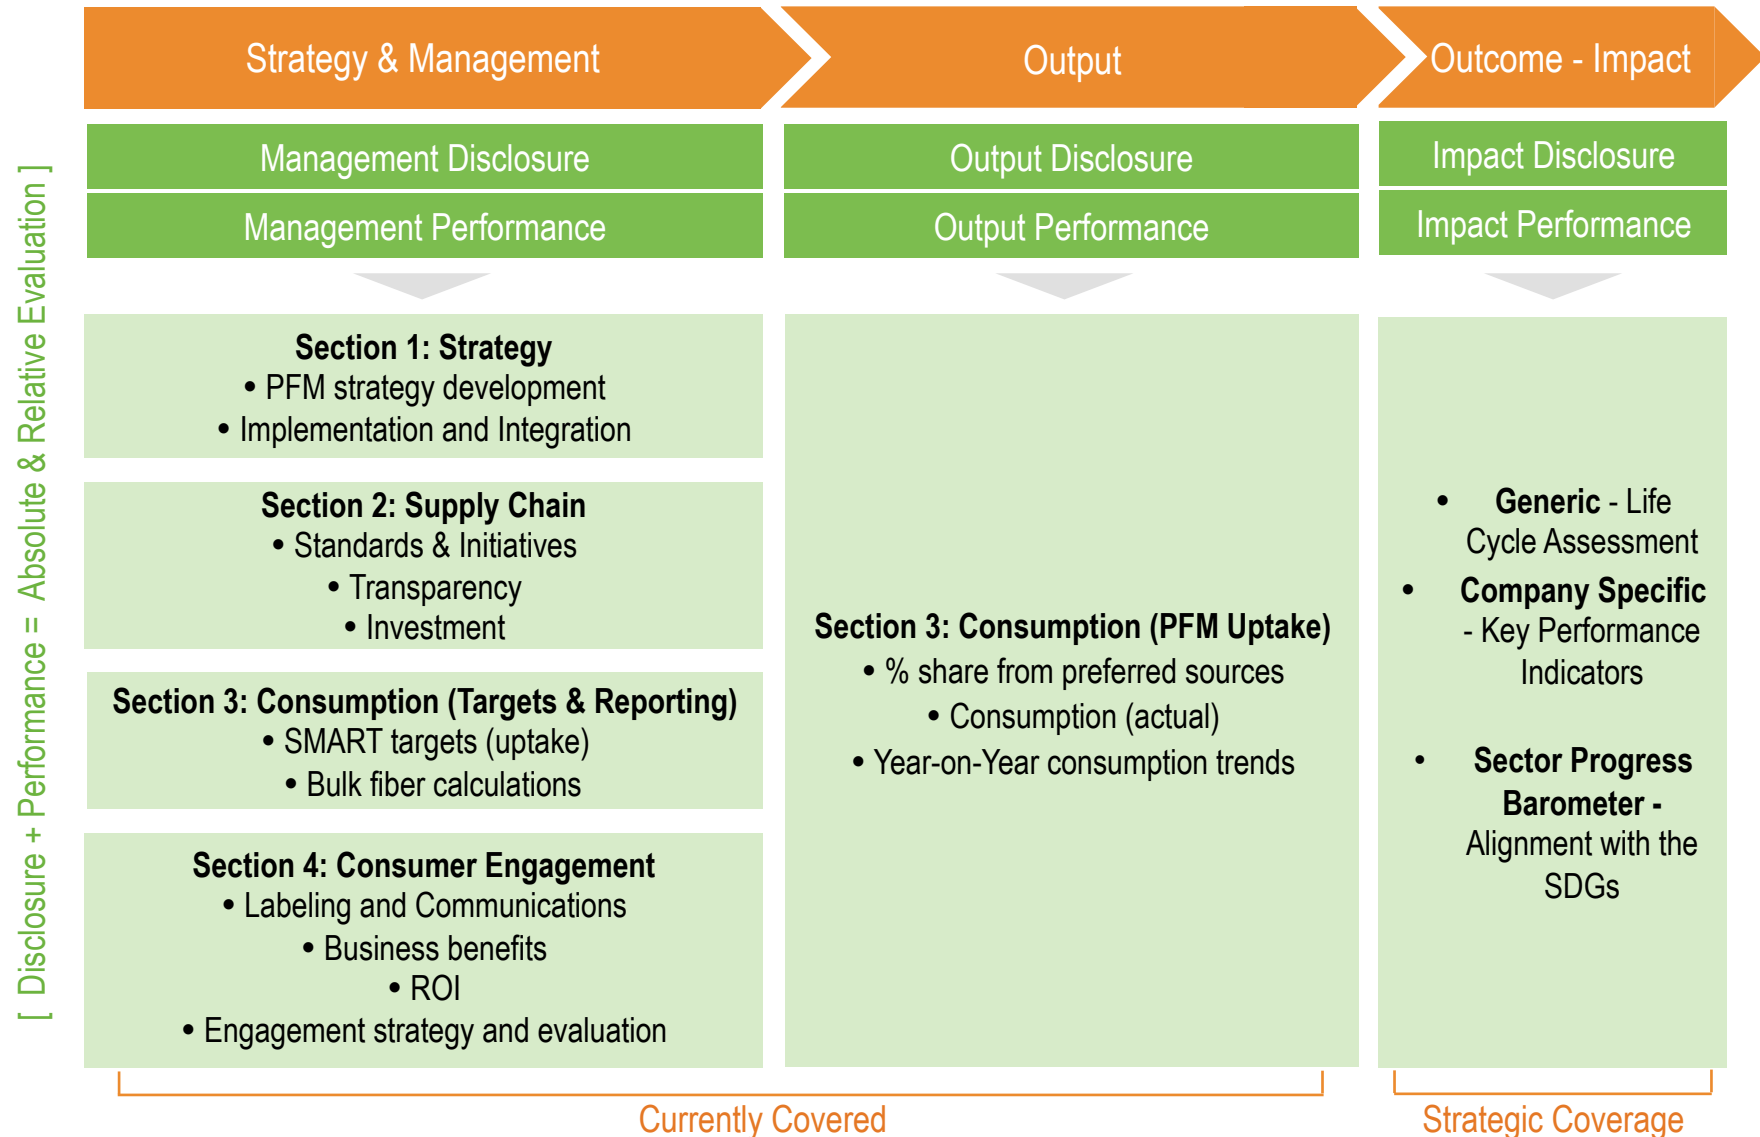 Strategy & Management
Output
Outcome - Impact
Management Disclosure
Output Disclosure
Impact Disclosure
Management Performance
Output Performance
Impact Performance
[ Disclosure + Performance = Absolute & Relative Evaluation ]
Section 1: Strategy
• PFM strategy development
• Implementation and Integration
Section 2: Supply Chain
• Standards & Initiatives
• Transparency
• Investment
Section 3: Consumption (Targets & Reporting)
• SMART targets (uptake)
• Bulk fiber calculations
Section 4: Consumer Engagement
• Labeling and Communications
• Business benefits
• ROI
• Engagement strategy and evaluation
Section 3: Consumption (PFM Uptake)
• % share from preferred sources
• Consumption (actual)
• Year-on-Year consumption trends
• Generic - Life
Cycle Assessment
• Company Specific
- Key Performance
Indicators
• Sector Progress
Barometer -
Alignment with the
SDGs
Currently Covered
Strategic Coverage